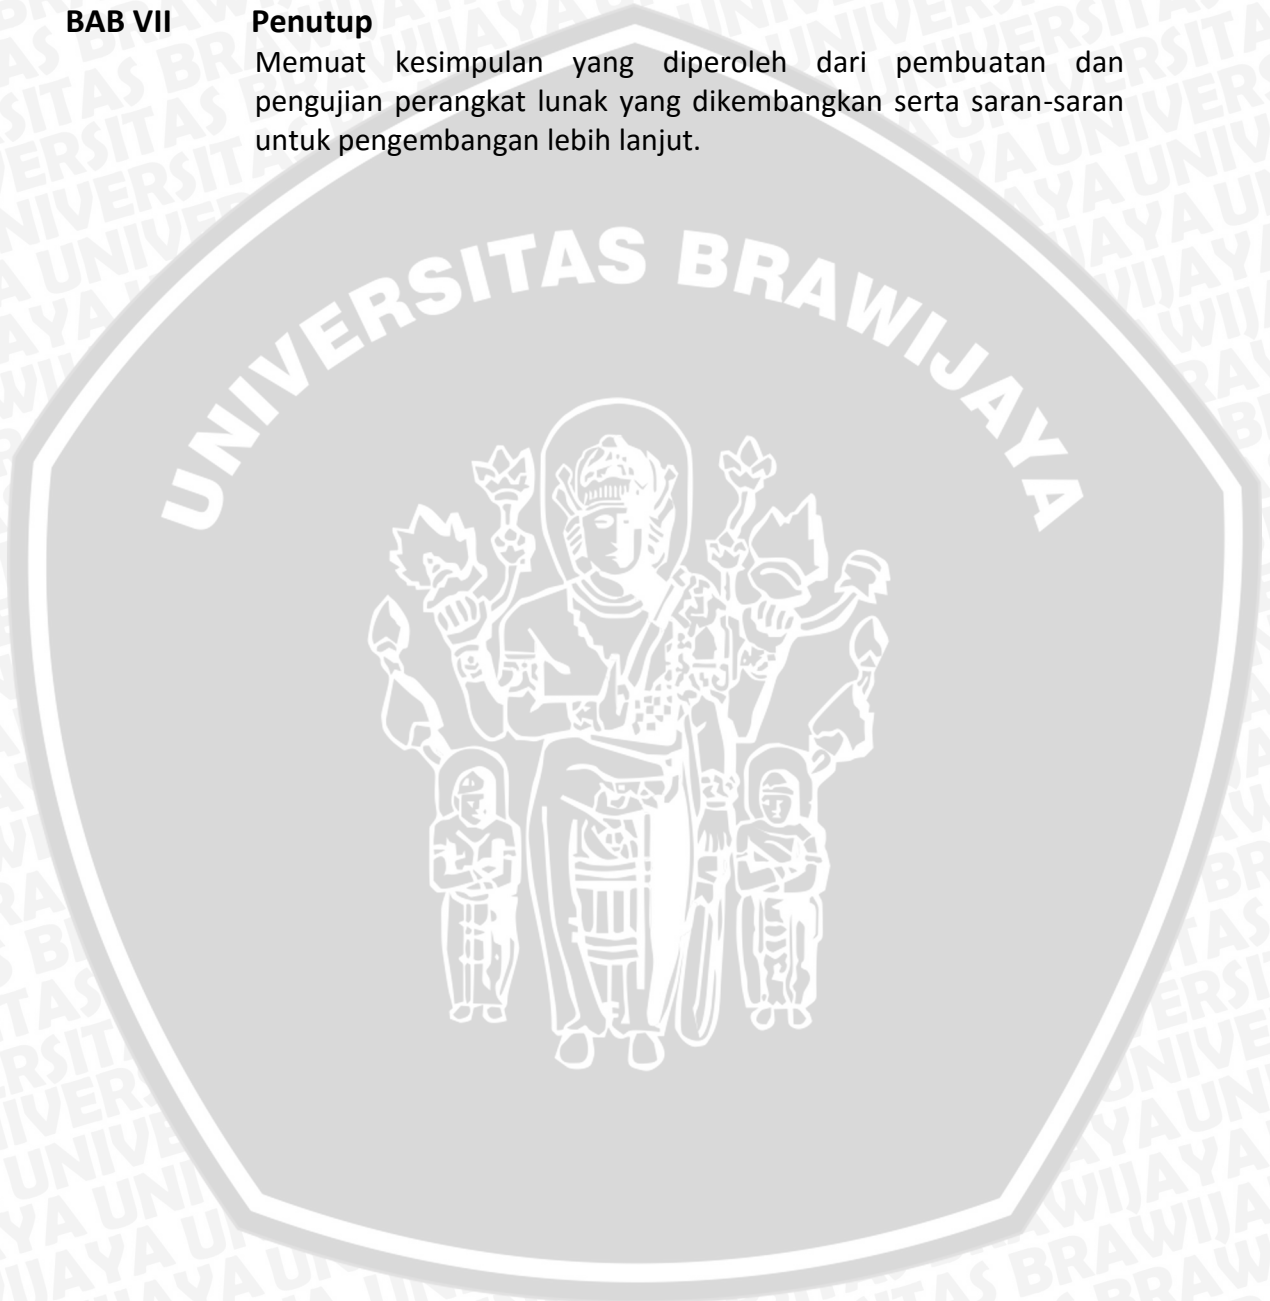 BAB VII Penutup
Memuat kesimpulan yang diperoleh dari pembuatan dan
pengujian perangkat lunak yang dikembangkan serta saran-saran
untuk pengembangan lebih lanjut.
UNIVERSITAS BRAWIJAYA